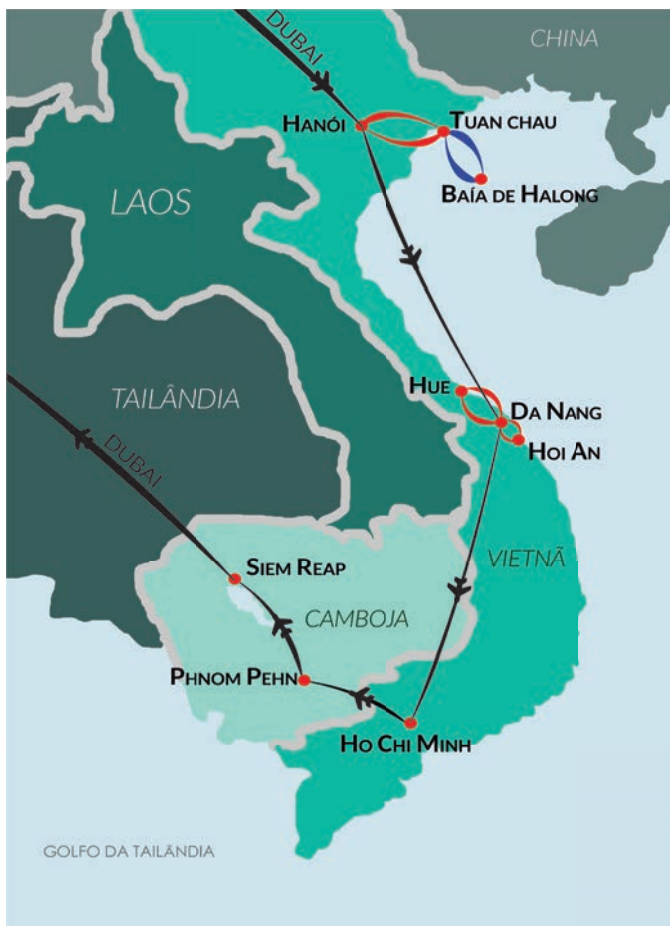 DUBAI
CHINA
HANÓI
TUAN CHAU
BAÍA DE HALONG
LAOS
HUE
TAILÂNDIA
DA NANG
HOI AN
DUBAI
VIETNÃ
SIEM REAP
CAMBOJA
PHNOM PEHN
HO CHI MINH
GOLFO DA TAILÂNDIA